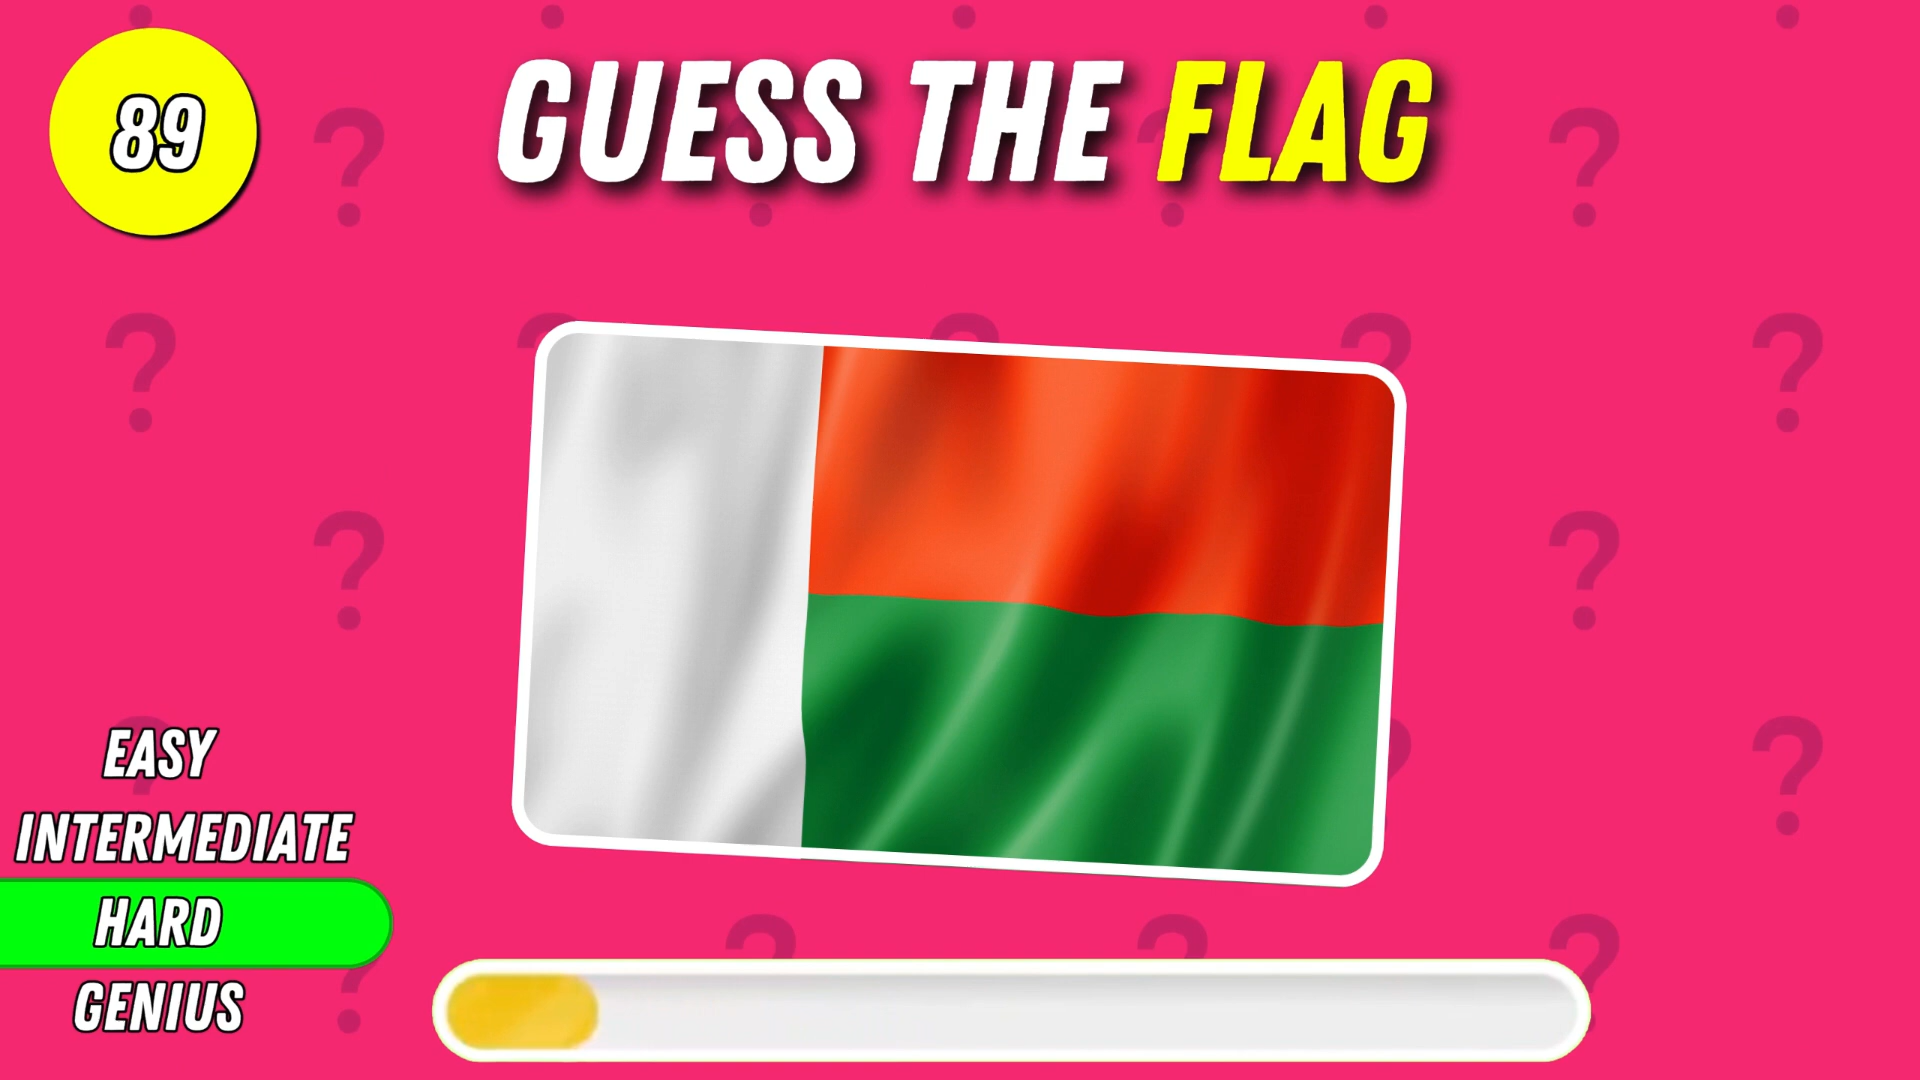 89
GUESS THE FLAG
EASY
INTERMEDIATE
HARD
GENIUS